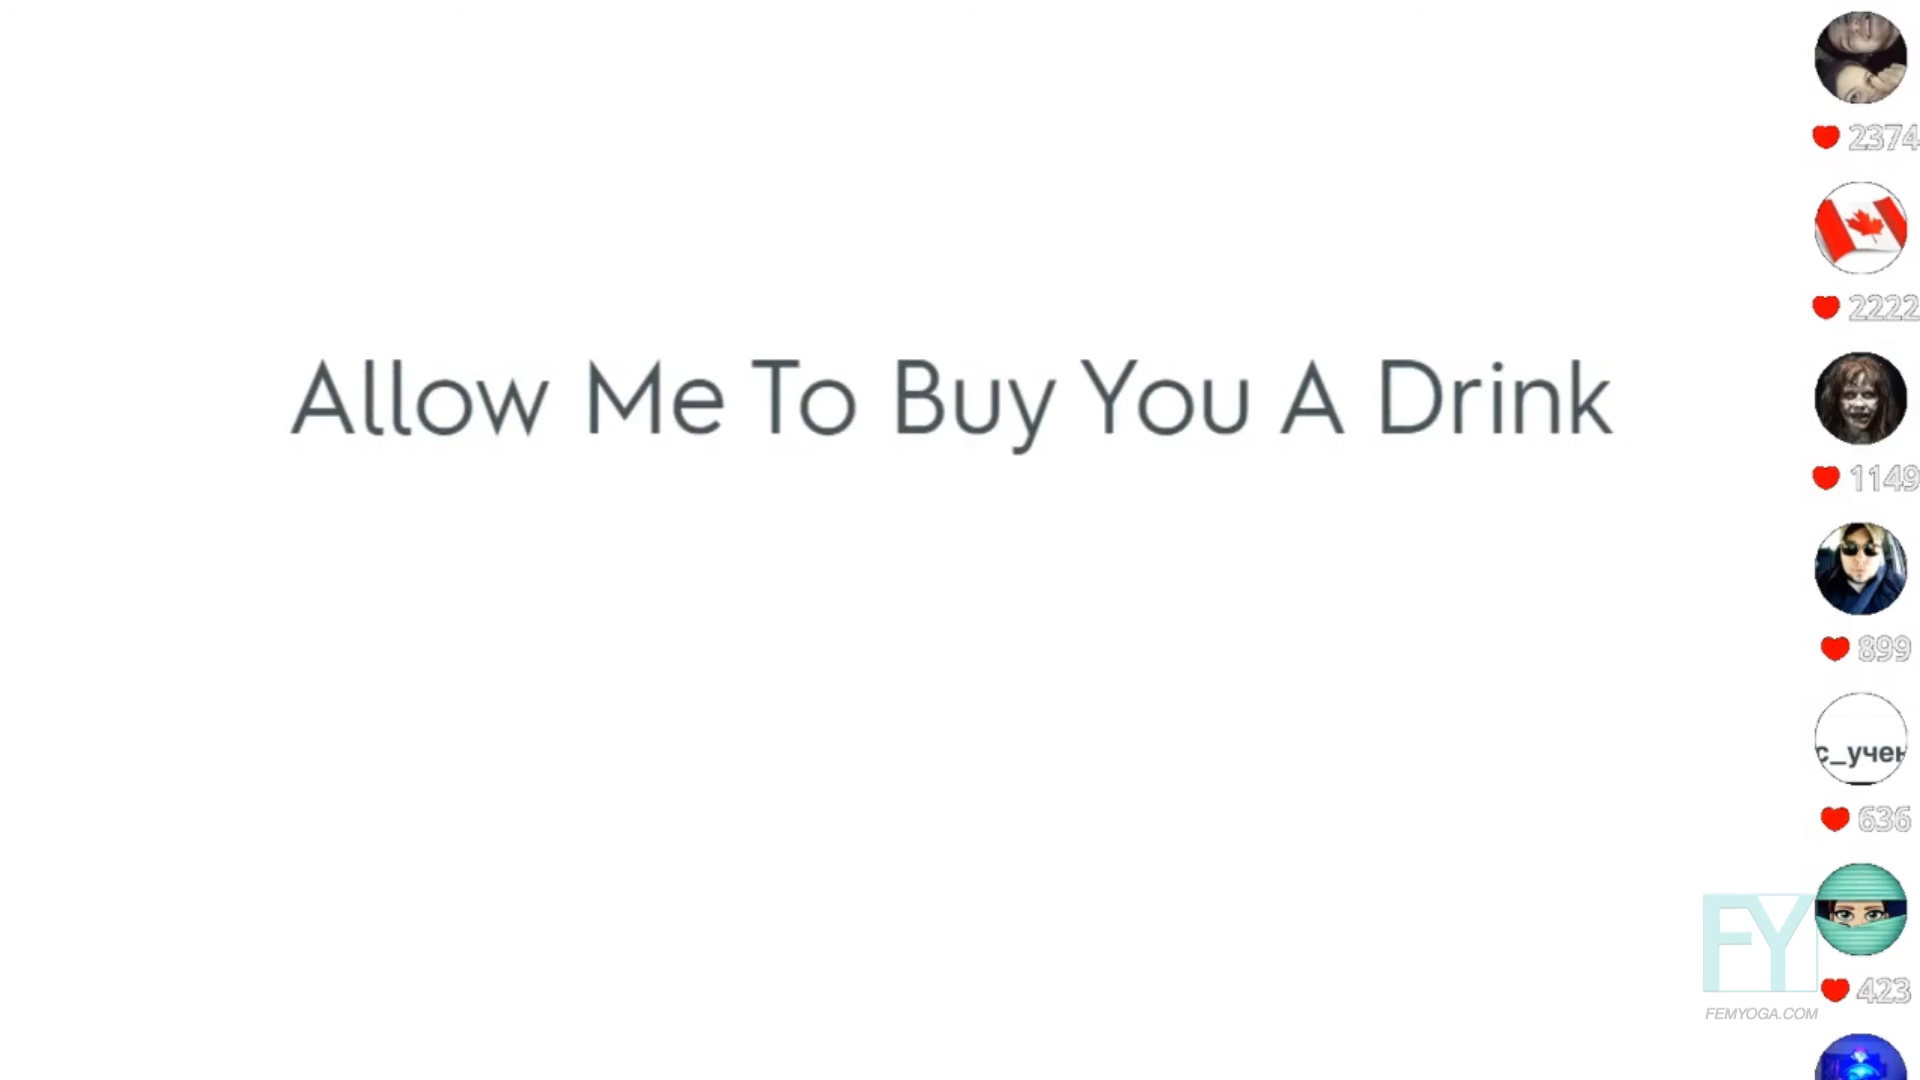 Allow Me To Buy You A Drink
2374
2222
1149
899
с_учен
636
FY
423
FEMYOGA.COM